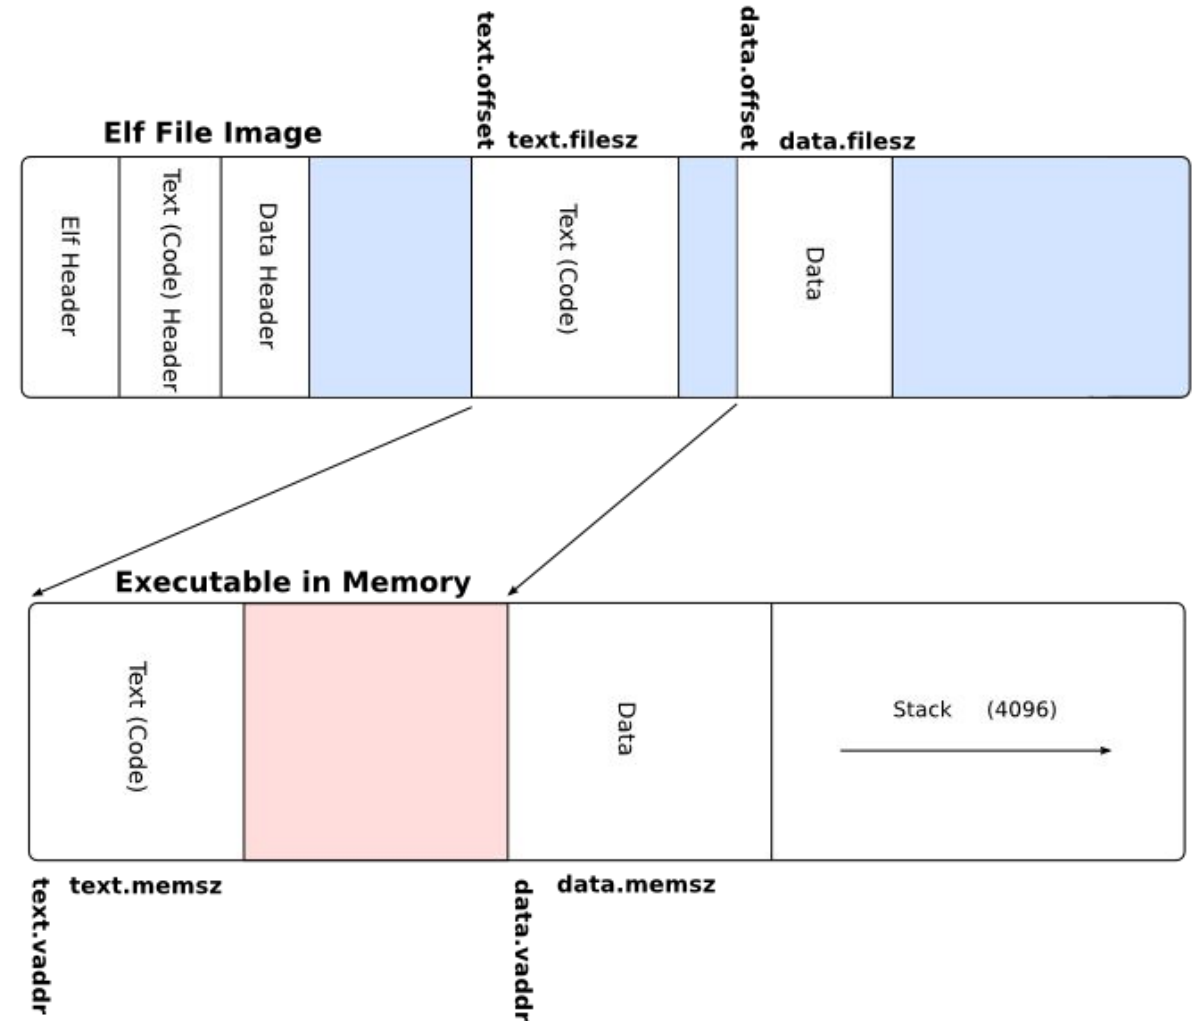 text.offset
data.offset
Elf File Image
text.filesz
data.filesz
Elf Header
Text (Code) Header
Data Header
Text (Code)
Data
Executable in Memory
Text (Code)
Data
Stack (4096)
text.vaddr
text.memsz
data.vaddr
data.memsz